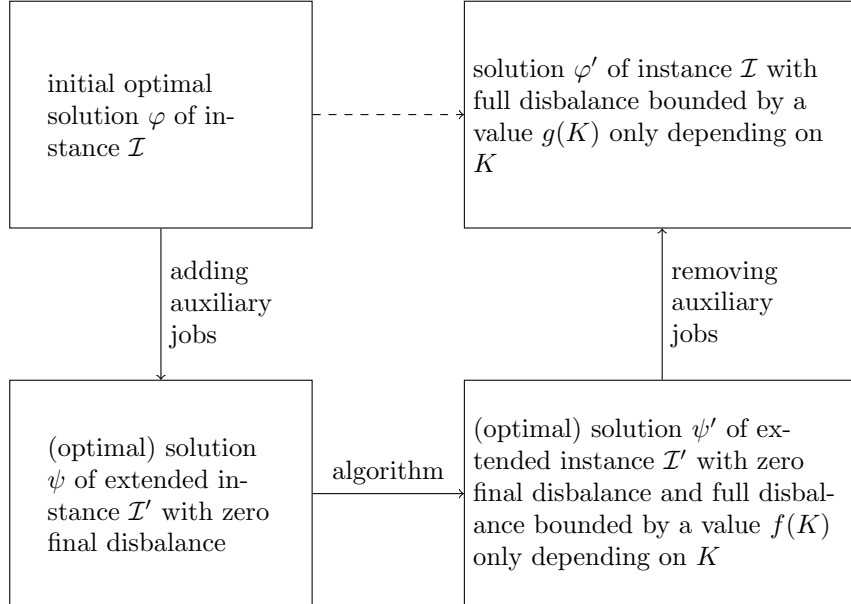 initial optimal
solution φ of in-
stance 𝓘
solution φ′ of instance 𝓘 with
full disbalance bounded by a
value g(K) only depending on
K
adding
auxiliary
jobs
removing
auxiliary
jobs
(optimal) solution
ψ of extended in-
stance 𝓘′ with zero
final disbalance
algorithm
(optimal) solution ψ′ of ex-
tended instance 𝓘′ with zero
final disbalance and full disbal-
ance bounded by a value f(K)
only depending on K